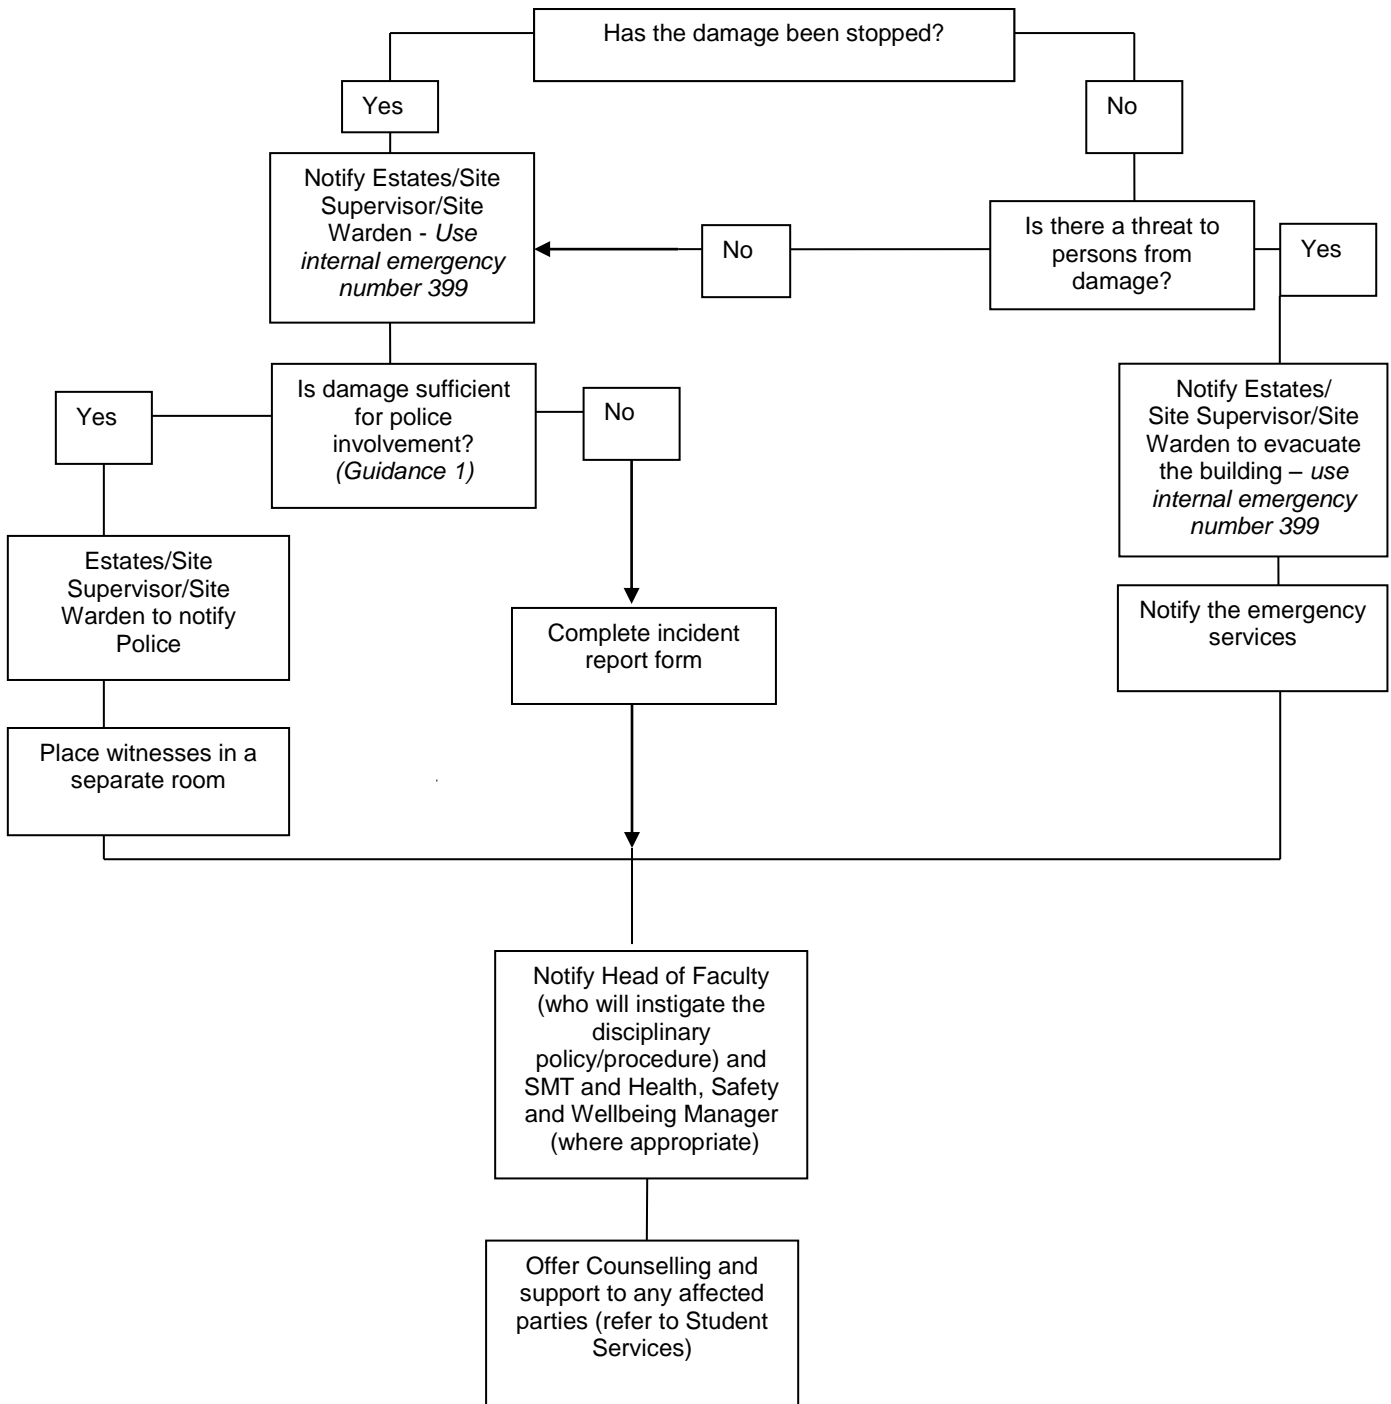 Has the damage been stopped?
Yes
No
Notify Estates/Site
Supervisor/Site
Warden - Use
internal emergency
number 399
No
Is there a threat to
persons from
damage?
Yes
Yes
Is damage sufficient
for police
involvement?
(Guidance 1)
No
Notify Estates/
Site Supervisor/Site
Warden to evacuate
the building – use
internal emergency
number 399
Estates/Site
Supervisor/Site
Warden to notify
Police
Complete incident
report form
Notify the emergency
services
Place witnesses in a
separate room
Notify Head of Faculty
(who will instigate the
disciplinary
policy/procedure) and
SMT and Health, Safety
and Wellbeing Manager
(where appropriate)
Offer Counselling and
support to any affected
parties (refer to Student
Services)